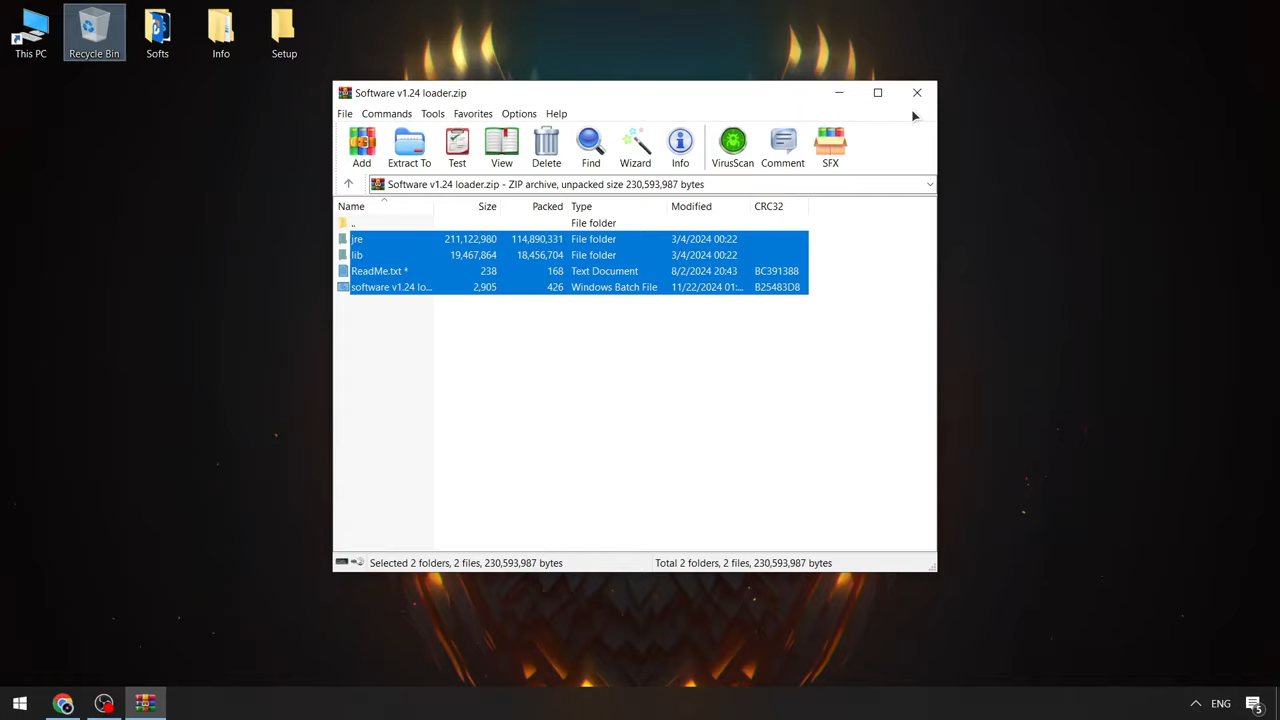 This PC
Recycle Bin
Softs
Info
Setup
Software v1.24 loader.zip
File Commands Tools Favorites Options Help
Add Extract To Test View Delete Find Wizard Info VirusScan Comment SFX
Software v1.24 loader.zip - ZIP archive, unpacked size 230,593,987 bytes
Name Size Packed Type Modified CRC32
.. File folder
jre 211,122,980 114,890,331 File folder 3/4/2024 00:22
lib 19,467,864 18,456,704 File folder 3/4/2024 00:22
ReadMe.txt * 238 168 Text Document 8/2/2024 20:43 BC391388
software v1.24 lo... 2,905 426 Windows Batch File 11/22/2024 01:... B25483D8
Selected 2 folders, 2 files, 230,593,987 bytes
Total 2 folders, 2 files, 230,593,987 bytes
ENG
5